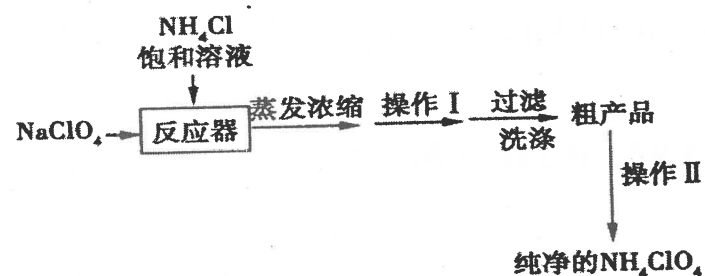 NH₄Cl
饱和溶液
NaClO₄
反应器
蒸发浓缩
操作Ⅰ
过滤
洗涤
粗产品
操作Ⅱ
纯净的NH₄ClO₄